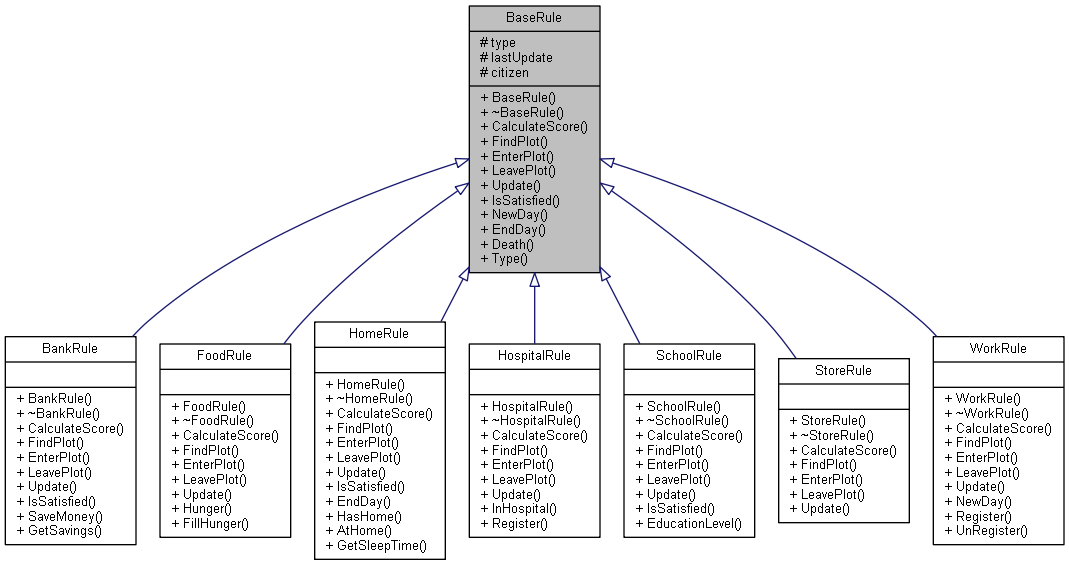 BaseRule
# type
# lastUpdate
# citizen
+ BaseRule()
+ ~BaseRule()
+ CalculateScore()
+ FindPlot()
+ EnterPlot()
+ LeavePlot()
+ Update()
+ IsSatisfied()
+ NewDay()
+ EndDay()
+ Death()
+ Type()
BankRule
+ BankRule()
+ ~BankRule()
+ CalculateScore()
+ FindPlot()
+ EnterPlot()
+ LeavePlot()
+ Update()
+ IsSatisfied()
+ SaveMoney()
+ GetSavings()
FoodRule
+ FoodRule()
+ ~FoodRule()
+ CalculateScore()
+ FindPlot()
+ EnterPlot()
+ LeavePlot()
+ Update()
+ Hunger()
+ FillHunger()
HomeRule
+ HomeRule()
+ ~HomeRule()
+ CalculateScore()
+ FindPlot()
+ EnterPlot()
+ LeavePlot()
+ Update()
+ IsSatisfied()
+ EndDay()
+ HasHome()
+ AtHome()
+ GetSleepTime()
HospitalRule
+ HospitalRule()
+ ~HospitalRule()
+ CalculateScore()
+ FindPlot()
+ EnterPlot()
+ LeavePlot()
+ Update()
+ InHospital()
+ Register()
SchoolRule
+ SchoolRule()
+ ~SchoolRule()
+ CalculateScore()
+ FindPlot()
+ EnterPlot()
+ LeavePlot()
+ Update()
+ IsSatisfied()
+ EducationLevel()
StoreRule
+ StoreRule()
+ ~StoreRule()
+ CalculateScore()
+ FindPlot()
+ EnterPlot()
+ LeavePlot()
+ Update()
WorkRule
+ WorkRule()
+ ~WorkRule()
+ CalculateScore()
+ FindPlot()
+ EnterPlot()
+ LeavePlot()
+ Update()
+ NewDay()
+ Register()
+ UnRegister()